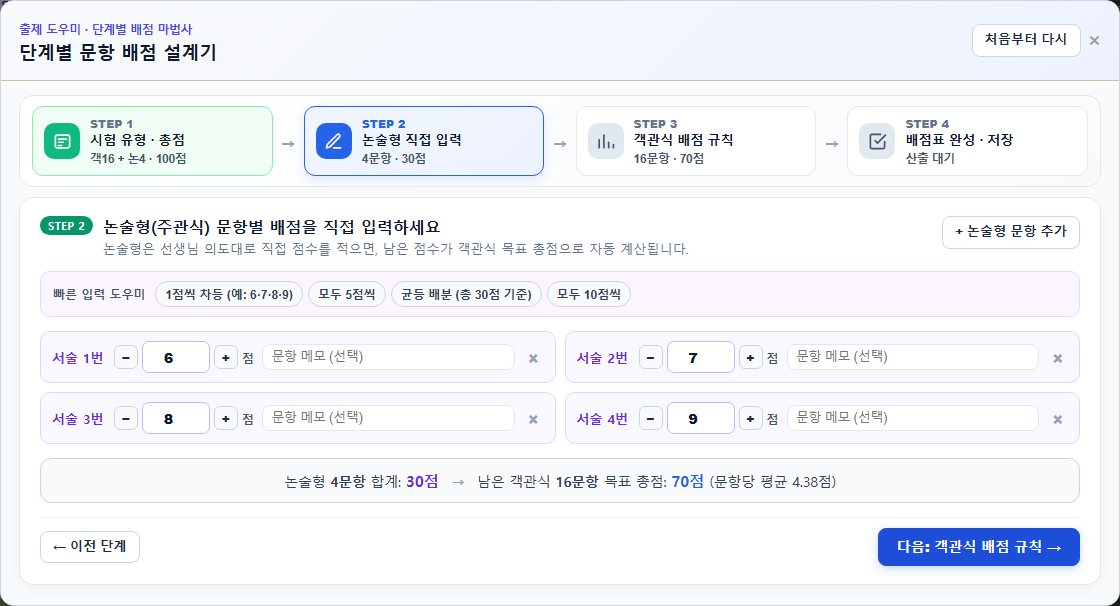 출제 도우미 · 단계별 배점 마법사
단계별 문항 배점 설계기
처음부터 다시 ×
STEP 1
시험 유형 · 총점
객16 + 논4 · 100점
→
STEP 2
논술형 직접 입력
4문항 · 30점
→
STEP 3
객관식 배점 규칙
16문항 · 70점
→
STEP 4
배점표 완성 · 저장
산출 대기
STEP 2 논술형(주관식) 문항별 배점을 직접 입력하세요
논술형은 선생님 의도대로 직접 점수를 적으면, 남은 점수가 객관식 목표 총점으로 자동 계산됩니다.
+ 논술형 문항 추가
빠른 입력 도우미 1점씩 차등 (예: 6·7·8·9) 모두 5점씩 균등 배분 (총 30점 기준) 모두 10점씩
서술 1번 − 6 + 점 문항 메모 (선택) ×
서술 2번 − 7 + 점 문항 메모 (선택) ×
서술 3번 − 8 + 점 문항 메모 (선택) ×
서술 4번 − 9 + 점 문항 메모 (선택) ×
논술형 4문항 합계: 30점 → 남은 객관식 16문항 목표 총점: 70점 (문항당 평균 4.38점)
← 이전 단계
다음: 객관식 배점 규칙 →